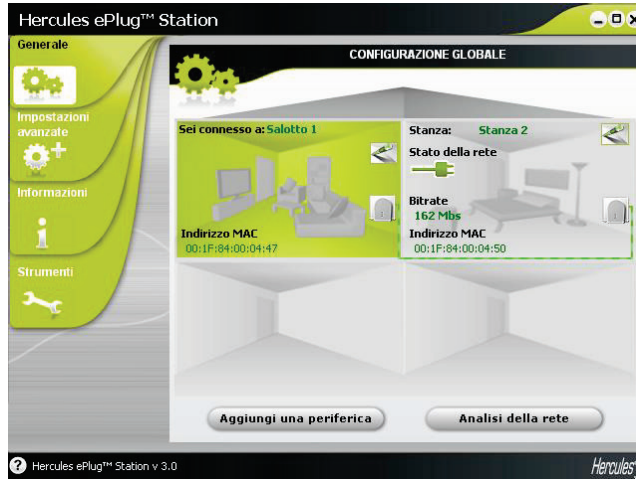 Hercules ePlug™ Station
Generale
Impostazioni
avanzate
Informazioni
Strumenti
CONFIGURAZIONE GLOBALE
Sei connesso a: Salotto 1
Indirizzo MAC
00:1F:84:00:04:47
Stanza: Stanza 2
Stato della rete
Bitrate
162 Mbs
Indirizzo MAC
00:1F:84:00:04:50
Aggiungi una periferica
Analisi della rete
Hercules ePlug™ Station v 3.0
Hercules